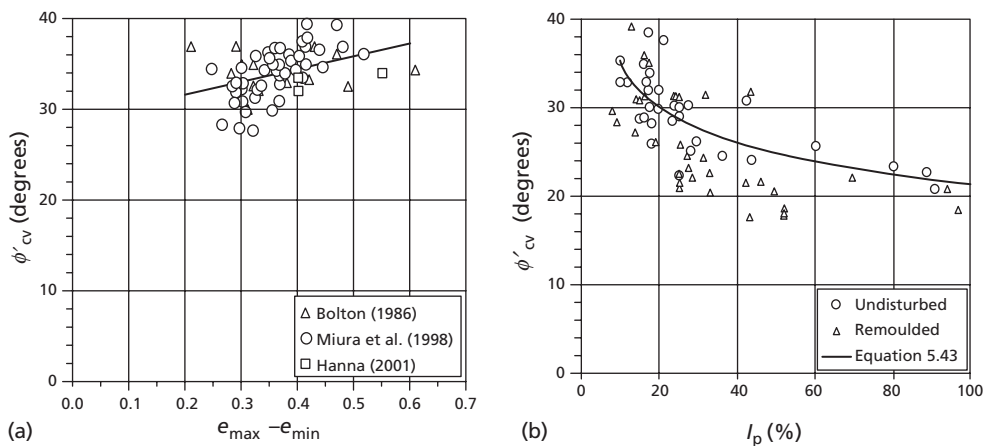 40
30
20
10
0
ϕ′cv (degrees)
0.0 0.1 0.2 0.3 0.4 0.5 0.6 0.7
emax −emin
Bolton (1986)
Miura et al. (1998)
Hanna (2001)
(a)
40
30
20
10
0
ϕ′cv (degrees)
0 20 40 60 80 100
Ip (%)
Undisturbed
Remoulded
Equation 5.43
(b)